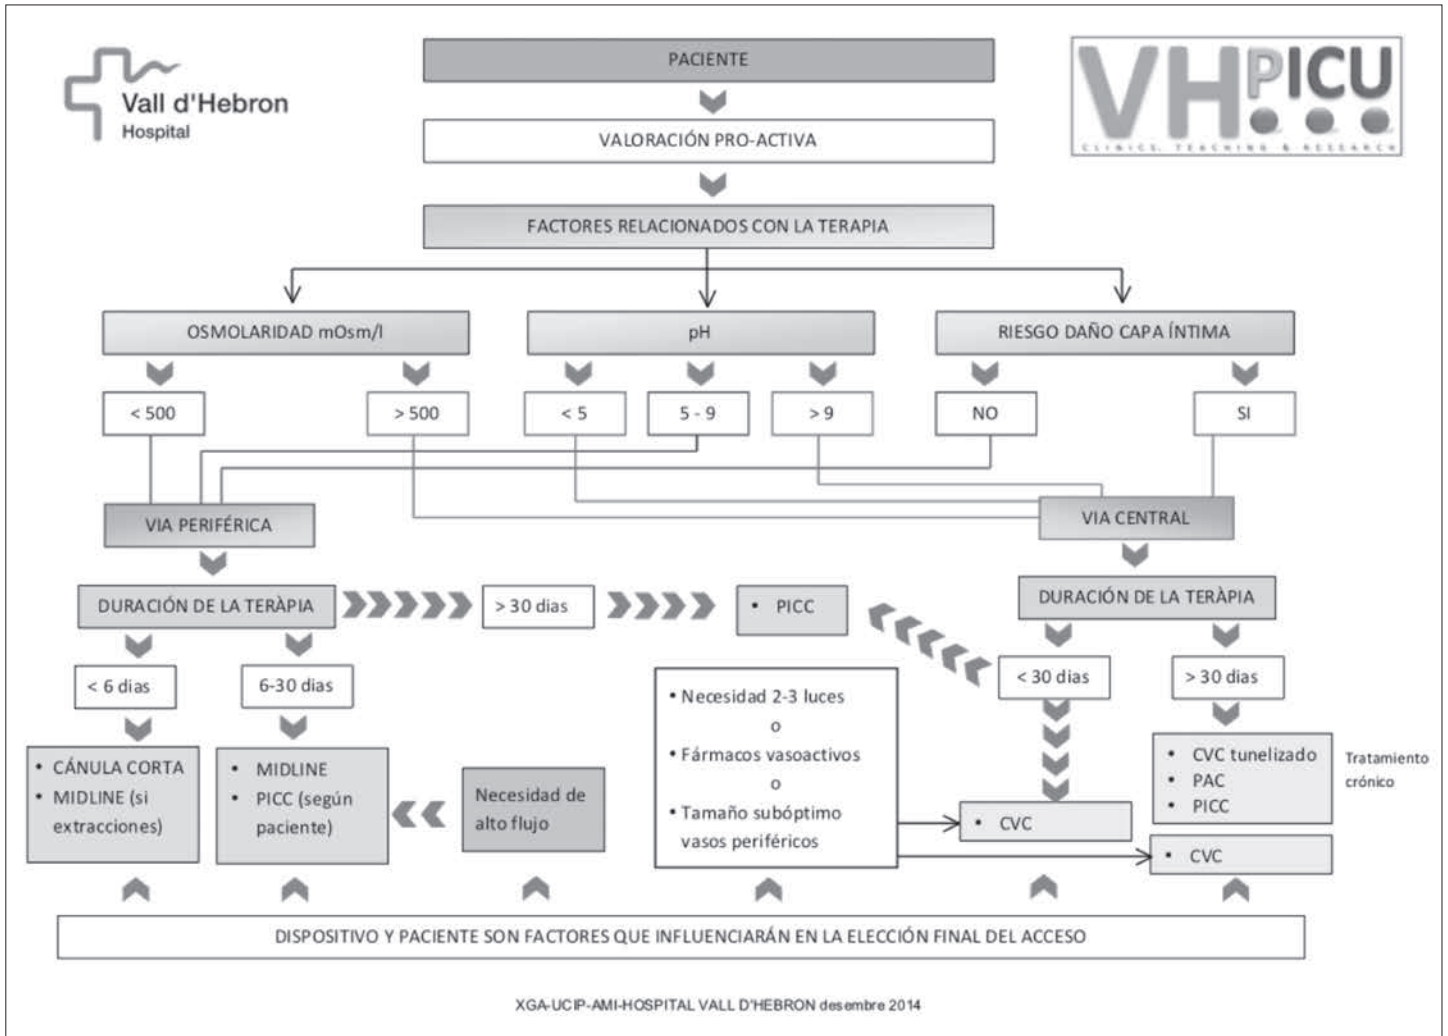 Vall d'Hebron
Hospital
PACIENTE
VHPICU
CLINICS, TEACHING & RESEARCH
VALORACIÓN PRO-ACTIVA
FACTORES RELACIONADOS CON LA TERAPIA
OSMOLARIDAD mOsm/l
pH
RIESGO DAÑO CAPA ÍNTIMA
< 500
> 500
< 5
5 - 9
> 9
NO
SI
VIA PERIFÉRICA
VIA CENTRAL
DURACIÓN DE LA TERÀPIA
> 30 dias
• PICC
DURACIÓN DE LA TERÀPIA
< 6 dias
6-30 dias
< 30 dias
> 30 dias
• CÁNULA CORTA
• MIDLINE (si
extracciones)
• MIDLINE
• PICC (según
paciente)
Necesidad de
alto flujo
• Necesidad 2-3 luces
o
• Fármacos vasoactivos
o
• Tamaño subóptimo
vasos periféricos
• CVC
• CVC tunelizado
• PAC
• PICC
Tratamiento
crónico
• CVC
DISPOSITIVO Y PACIENTE SON FACTORES QUE INFLUENCIARÁN EN LA ELECCIÓN FINAL DEL ACCESO
XGA-UCIP-AMI-HOSPITAL VALL D'HEBRON desembre 2014